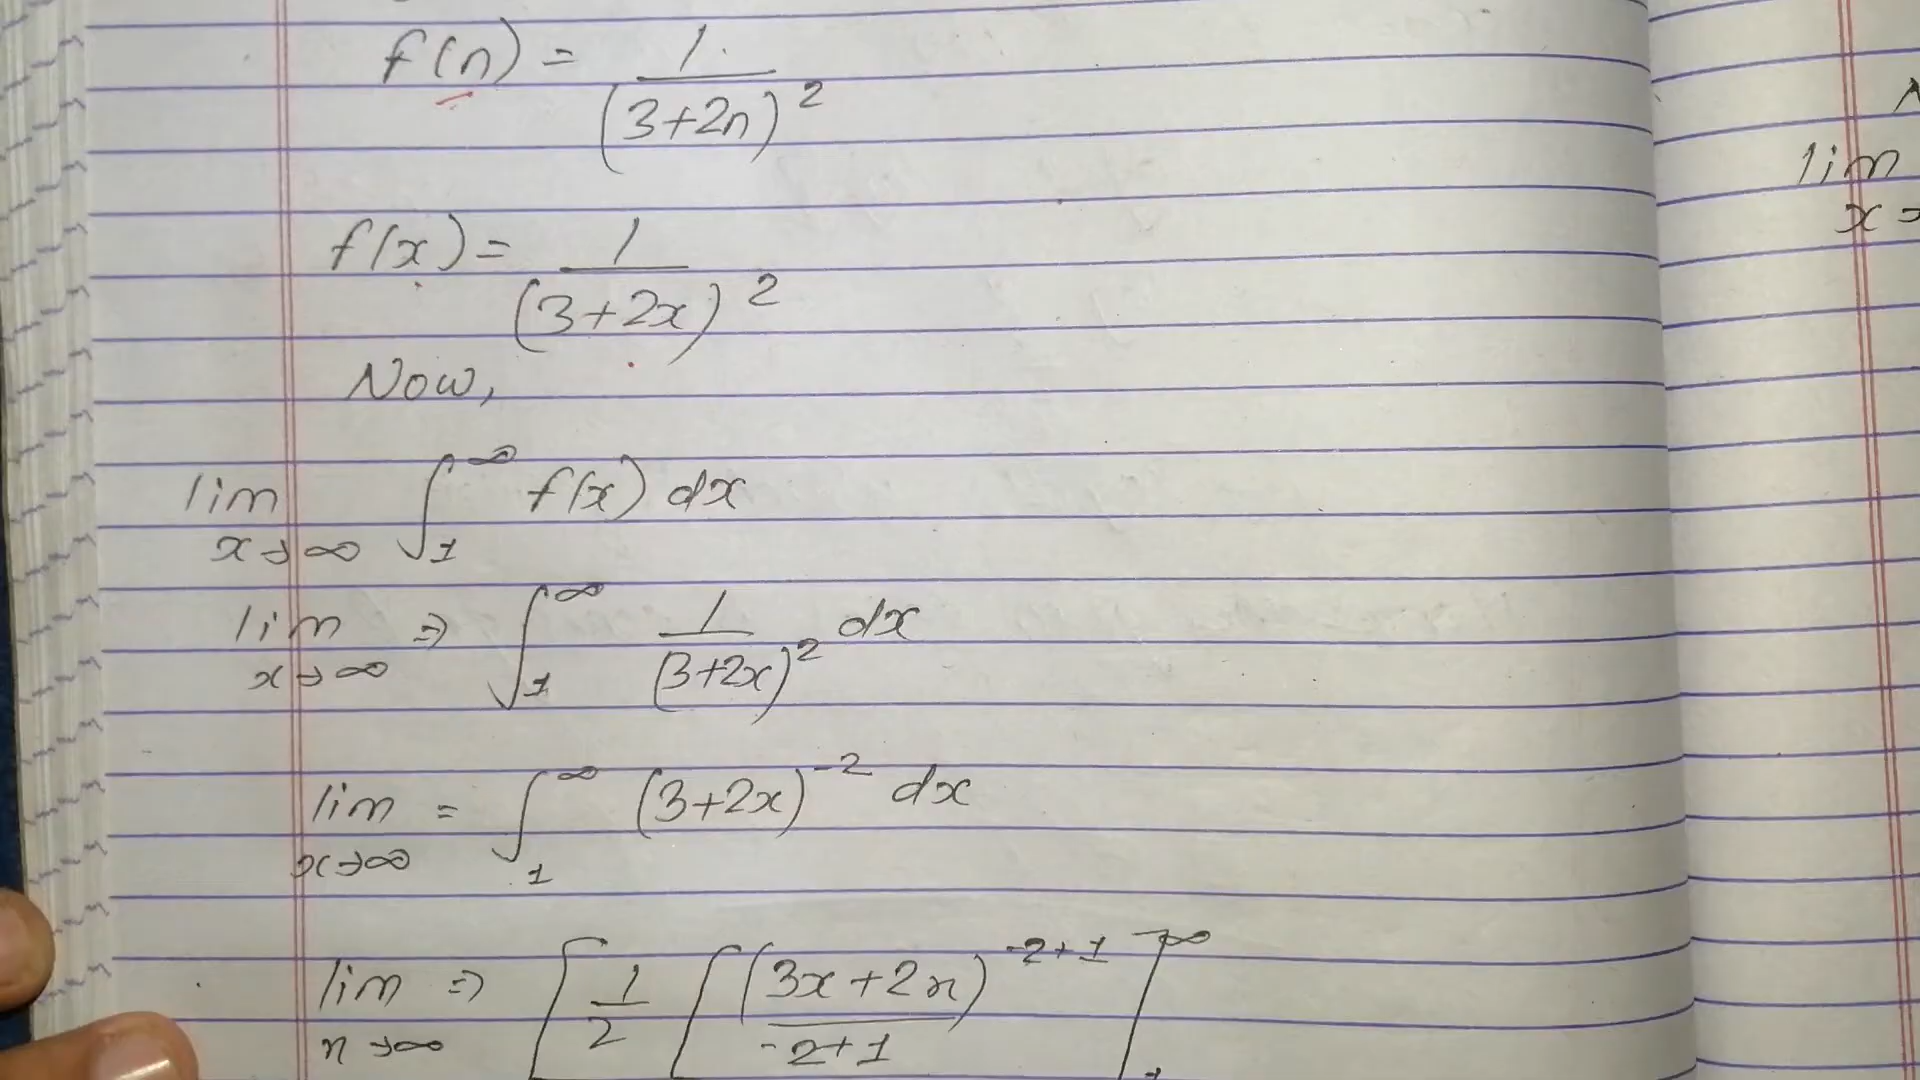 f(n) = 1/(3+2n)²
f(x) = 1/(3+2x)²
Now,
lim x→∞ ∫₁^∞ f(x) dx
lim x→∞ ⇒ ∫₁^∞ 1/(3+2x)² dx
lim x→∞ = ∫₁^∞ (3+2x)⁻² dx
lim n→∞ ⇒ [1/2 [(3x+2n)^(-2+1)/(-2+1)]₁^∞
lim
x→